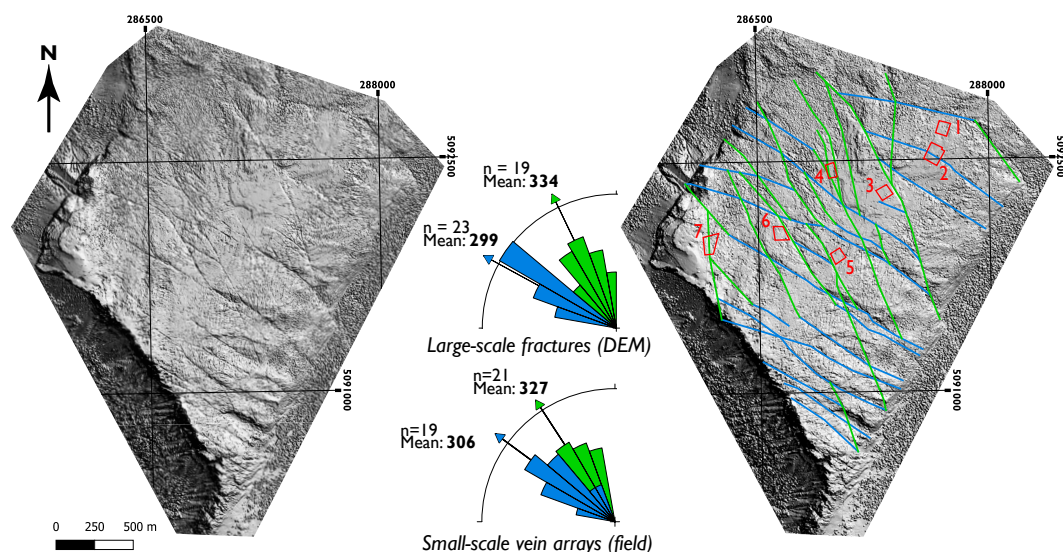 286500
N
288000
5092500
5091000
0 250 500 m
n = 19
Mean: 334
n = 23
Mean: 299
Large-scale fractures (DEM)
n=21
Mean: 327
n=19
Mean: 306
Small-scale vein arrays (field)
286500
288000
5092500
5091000
1
2
3
4
5
6
7